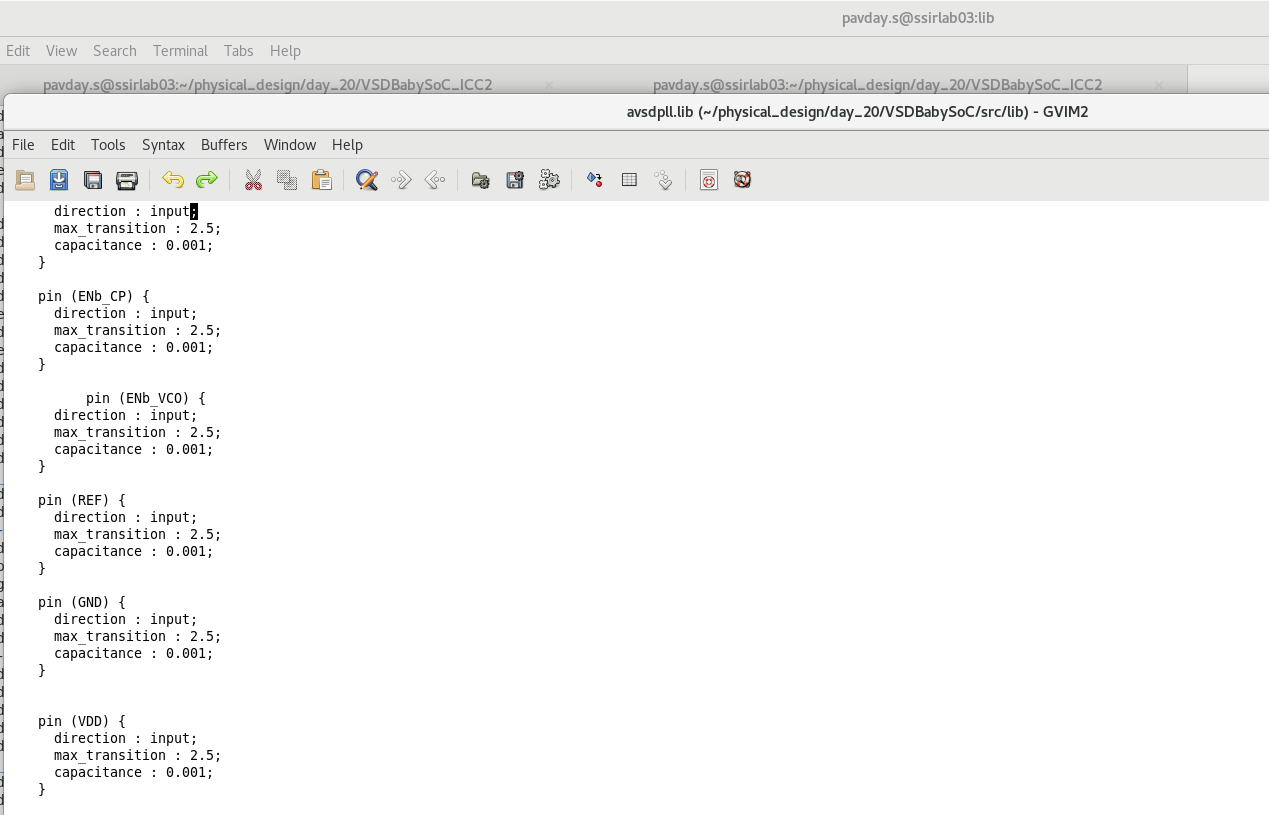 pavday.s@ssirlab03:lib
Edit View Search Terminal Tabs Help
pavday.s@ssirlab03:~/physical_design/day_20/VSDBabySoC_ICC2 × pavday.s@ssirlab03:~/physical_design/day_20/VSDBabySoC_ICC2 ×
avsdpll.lib (~/physical_design/day_20/VSDBabySoC/src/lib) - GVIM2
File Edit Tools Syntax Buffers Window Help
direction : input;
max_transition : 2.5;
capacitance : 0.001;
}
pin (ENb_CP) {
direction : input;
max_transition : 2.5;
capacitance : 0.001;
}
pin (ENb_VCO) {
direction : input;
max_transition : 2.5;
capacitance : 0.001;
}
pin (REF) {
direction : input;
max_transition : 2.5;
capacitance : 0.001;
}
pin (GND) {
direction : input;
max_transition : 2.5;
capacitance : 0.001;
}
pin (VDD) {
direction : input;
max_transition : 2.5;
capacitance : 0.001;
}